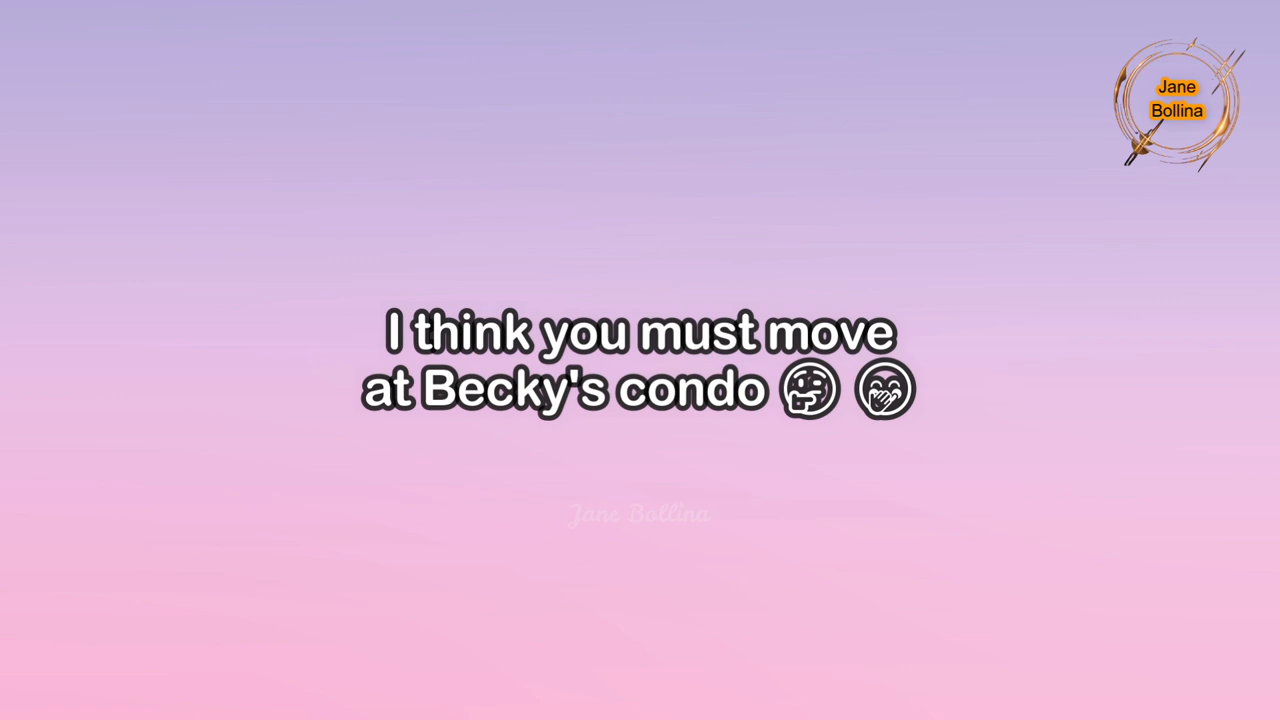 Jane
Bollina
I think you must move
at Becky's condo 🤔 🤭
Jane Bollina